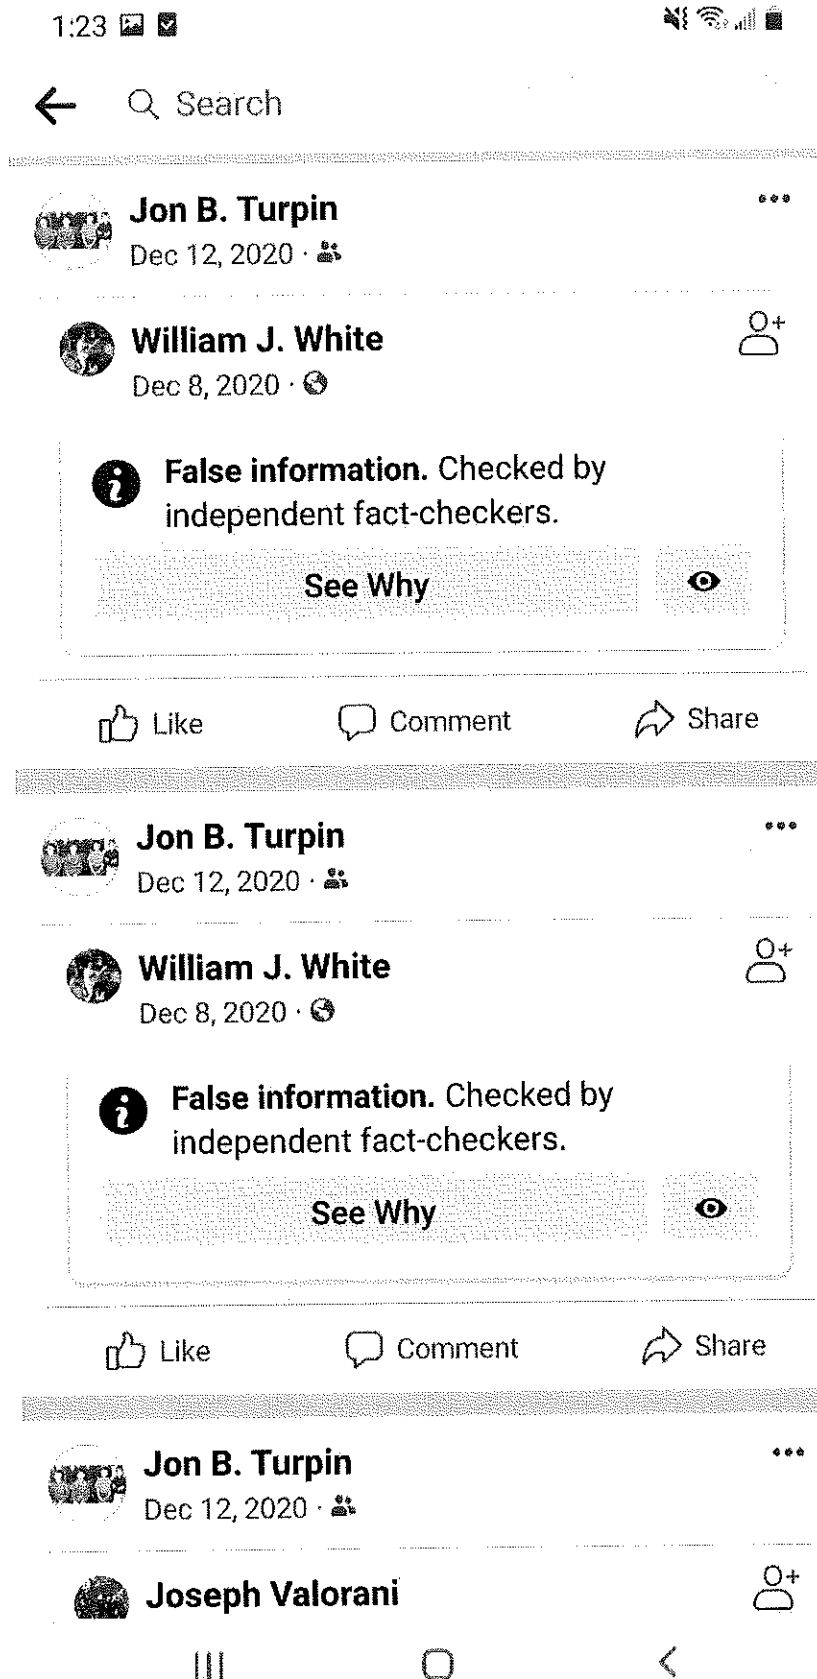 1:23
Search
Jon B. Turpin
Dec 12, 2020 ·
William J. White
Dec 8, 2020 ·
False information. Checked by
independent fact-checkers.
See Why
Like Comment Share
Jon B. Turpin
Dec 12, 2020 ·
William J. White
Dec 8, 2020 ·
False information. Checked by
independent fact-checkers.
See Why
Like Comment Share
Jon B. Turpin
Dec 12, 2020 ·
Joseph Valorani